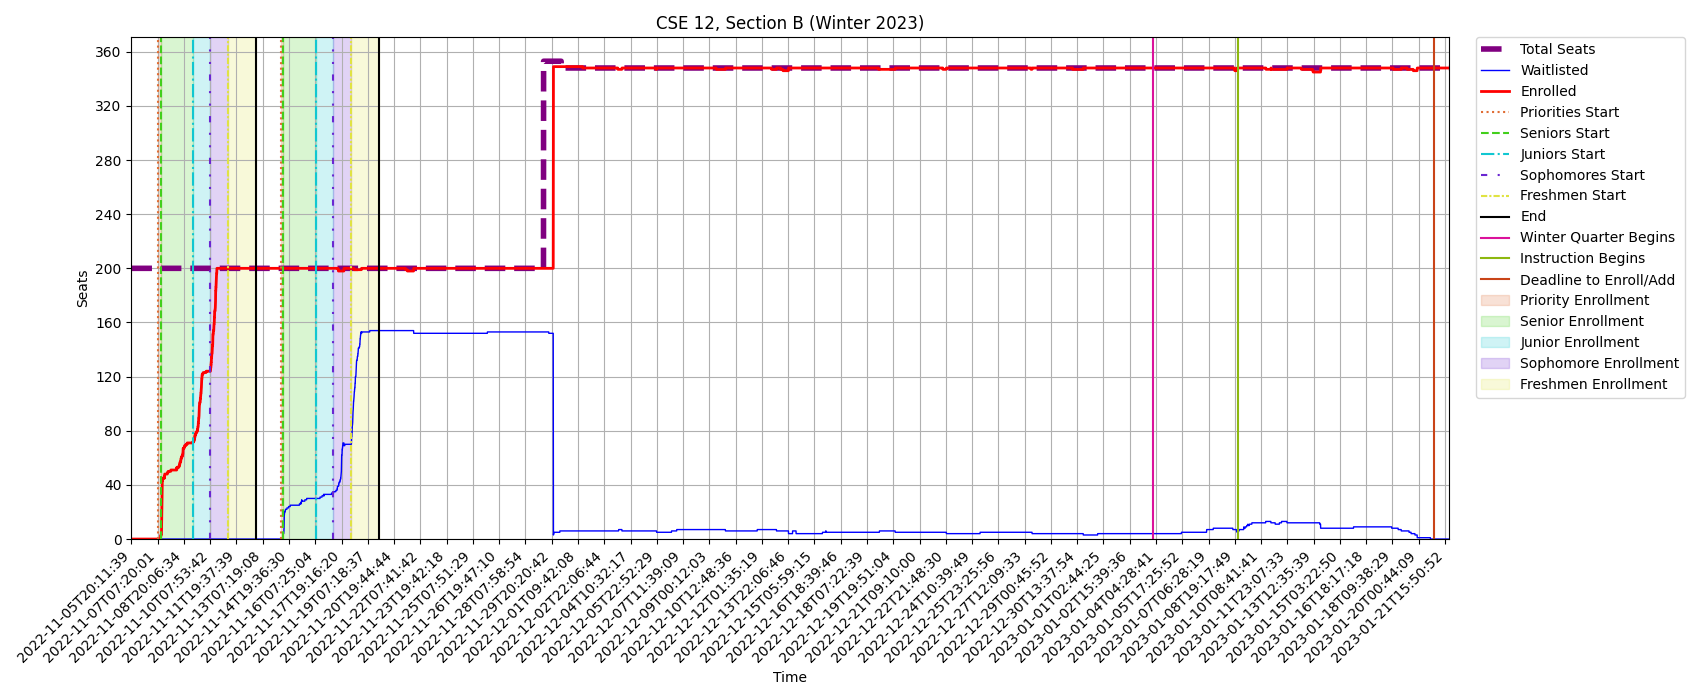 CSE 12, Section B (Winter 2023)
Seats
360
320
280
240
200
160
120
80
40
0
2022-11-05T20:11:39
2022-11-07T07:20:01
2022-11-08T20:06:34
2022-11-10T07:53:42
2022-11-11T19:37:39
2022-11-13T07:19:08
2022-11-14T19:36:30
2022-11-16T07:25:04
2022-11-17T19:16:20
2022-11-19T07:18:37
2022-11-20T19:44:44
2022-11-22T07:41:42
2022-11-23T19:42:18
2022-11-25T07:51:29
2022-11-26T19:47:10
2022-11-28T07:58:54
2022-11-29T20:20:42
2022-12-01T09:42:08
2022-12-02T22:06:44
2022-12-04T10:32:17
2022-12-05T22:52:29
2022-12-07T11:39:09
2022-12-09T00:12:03
2022-12-10T12:48:36
2022-12-12T01:35:19
2022-12-13T22:06:46
2022-12-15T05:59:15
2022-12-16T18:39:46
2022-12-18T07:22:39
2022-12-19T19:51:04
2022-12-21T09:10:00
2022-12-22T21:48:30
2022-12-24T10:39:49
2022-12-25T23:25:56
2022-12-27T12:09:33
2022-12-29T00:45:52
2022-12-30T13:37:54
2023-01-01T02:44:25
2023-01-02T15:39:36
2023-01-04T04:28:41
2023-01-05T17:25:52
2023-01-07T06:28:19
2023-01-08T19:17:49
2023-01-10T08:41:41
2023-01-11T23:07:33
2023-01-13T12:35:39
2023-01-15T03:22:50
2023-01-16T18:17:18
2023-01-18T09:38:29
2023-01-20T00:44:09
2023-01-21T15:50:52
Time
Total Seats
Waitlisted
Enrolled
Priorities Start
Seniors Start
Juniors Start
Sophomores Start
Freshmen Start
End
Winter Quarter Begins
Instruction Begins
Deadline to Enroll/Add
Priority Enrollment
Senior Enrollment
Junior Enrollment
Sophomore Enrollment
Freshmen Enrollment